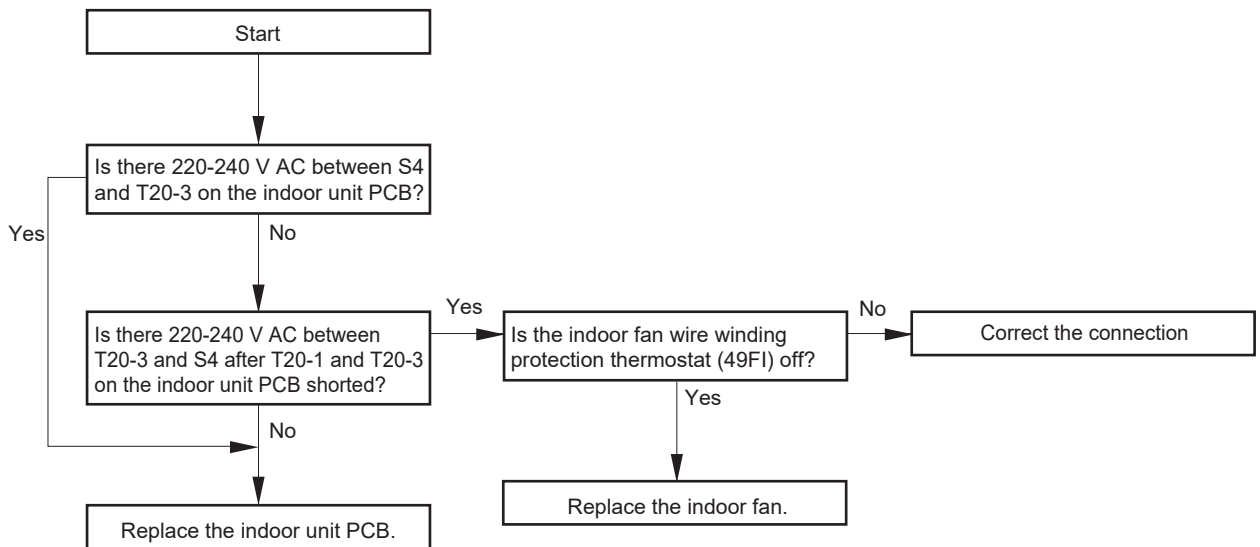 Start
Is there 220-240 V AC between S4
and T20-3 on the indoor unit PCB?
Yes
No
Is there 220-240 V AC between
T20-3 and S4 after T20-1 and T20-3
on the indoor unit PCB shorted?
Yes
Is the indoor fan wire winding
protection thermostat (49FI) off?
No
Correct the connection
No
Yes
Replace the indoor unit PCB.
Replace the indoor fan.